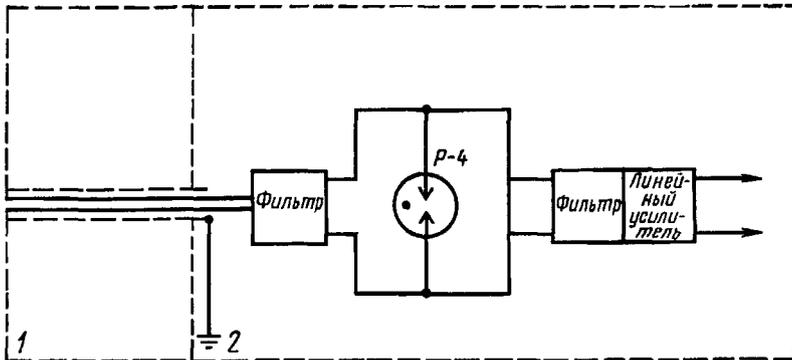 Р-4
Фильтр
Фильтр
Линей-
ный
усили-
тель
1
2